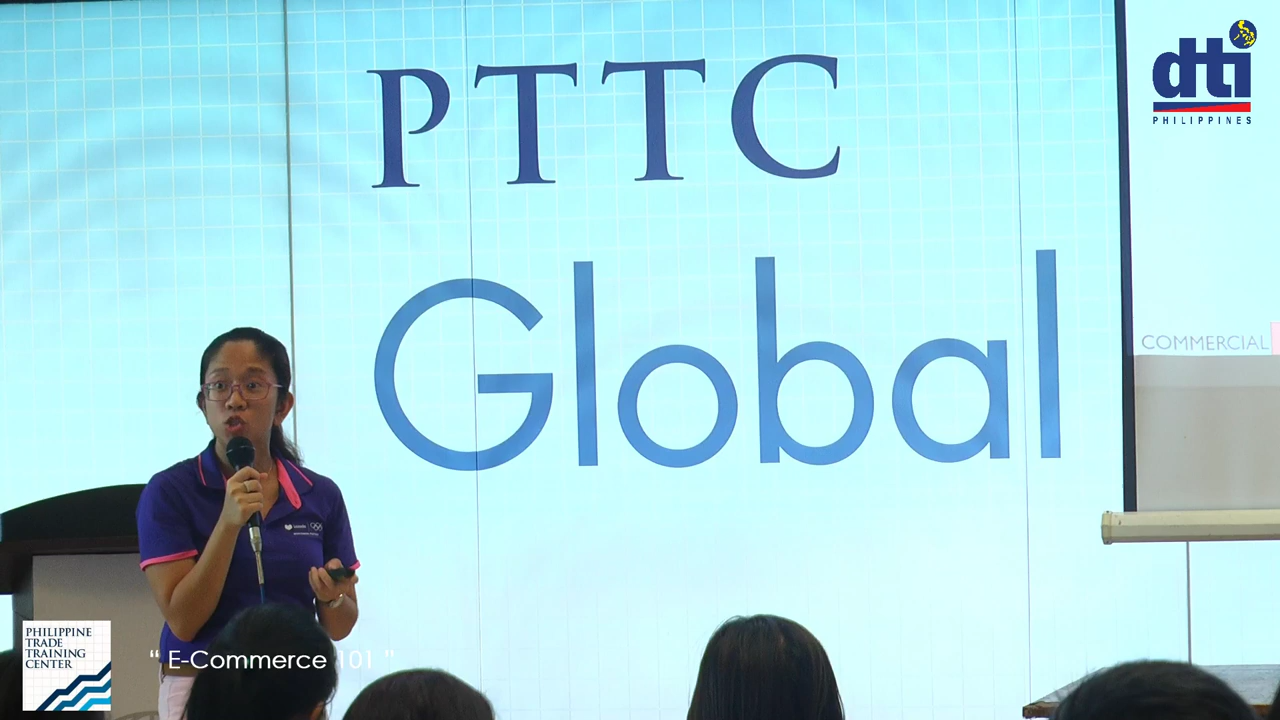 PTTC
Global
dti
PHILIPPINES
COMMERCIAL
PHILIPPINE
TRADE
TRAINING
CENTER
“ E-Commerce 101 ”